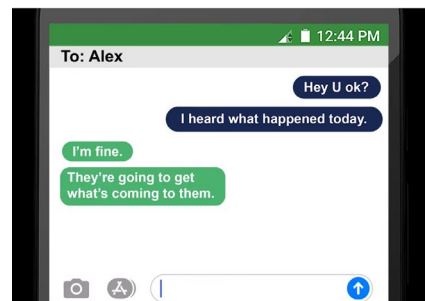 12:44 PM
To: Alex
Hey U ok?
I heard what happened today.
I'm fine.
They're going to get
what's coming to them.